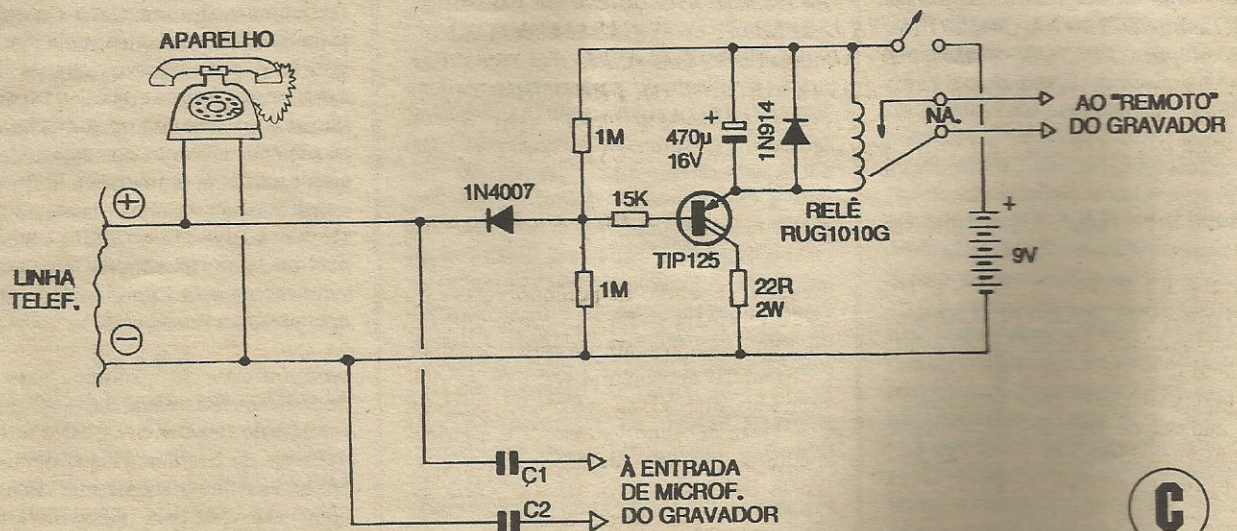 APARELHO
LINHA
TELEF.
+
−
1N4007
1M
1M
15K
470µ
16V
+
1N914
TIP125
22R
2W
RELÊ
RUG1010G
NA.
AO "REMOTO"
DO GRAVADOR
+
9V
C1
C2
À ENTRADA
DE MICROF.
DO GRAVADOR
C